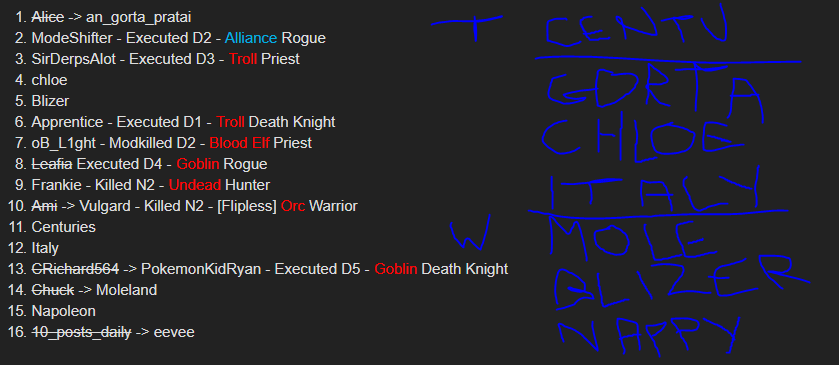 1. Alice -> an_gorta_pratai
2. ModeShifter - Executed D2 - Alliance Rogue
3. SirDerpsAlot - Executed D3 - Troll Priest
4. chloe
5. Blizer
6. Apprentice - Executed D1 - Troll Death Knight
7. oB_L1ght - Modkilled D2 - Blood Elf Priest
8. Leafia Executed D4 - Goblin Rogue
9. Frankie - Killed N2 - Undead Hunter
10. Ami -> Vulgard - Killed N2 - [Flipless] Orc Warrior
11. Centuries
12. Italy
13. CRichard564 -> PokemonKidRyan - Executed D5 - Goblin Death Knight
14. Chuck -> Moleland
15. Napoleon
16. 10_posts_daily -> eevee
T CENTU
GORTA
CHLOE
ITALY
W MOLE
BLIZER
NAPPY